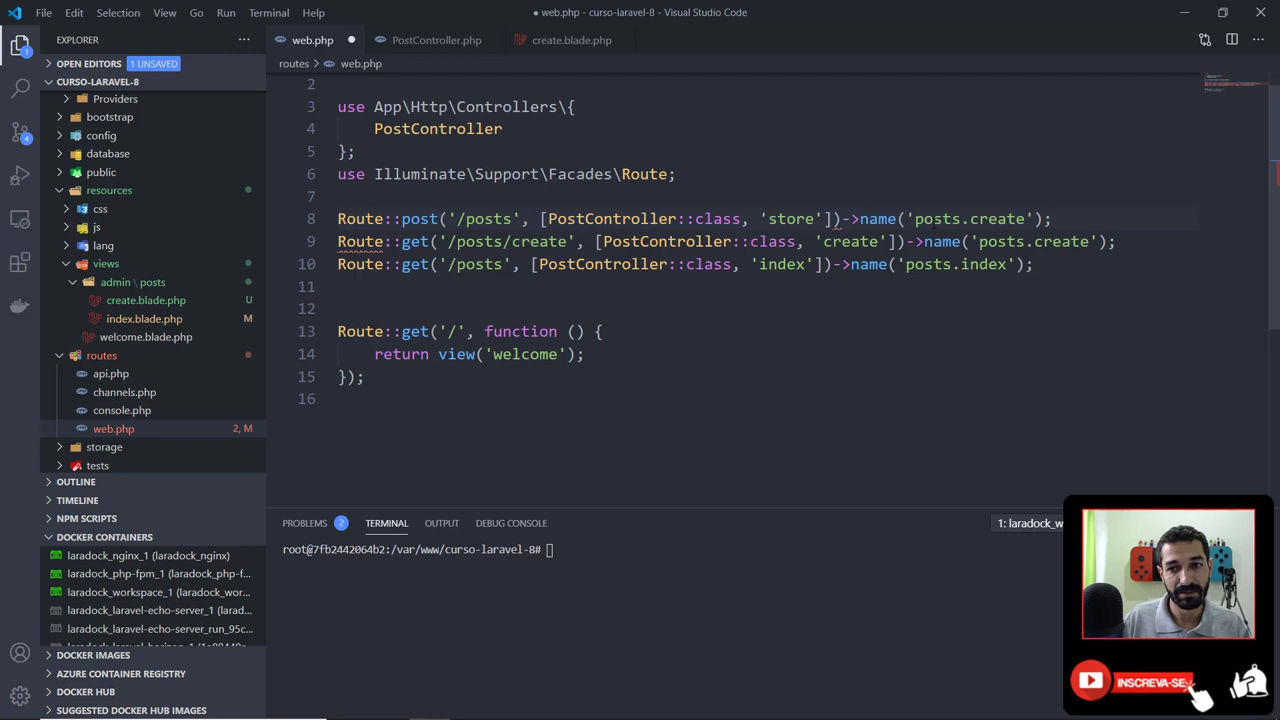 File Edit Selection View Go Run Terminal Help
● web.php - curso-laravel-8 - Visual Studio Code
EXPLORER
web.php
PostController.php
create.blade.php
OPEN EDITORS 1 UNSAVED
CURSO-LARAVEL-8
Providers
bootstrap
config
database
public
resources
css
js
lang
views
admin \ posts
create.blade.php U
index.blade.php M
welcome.blade.php
routes
api.php
channels.php
console.php
web.php 2, M
storage
tests
OUTLINE
TIMELINE
NPM SCRIPTS
DOCKER CONTAINERS
laradock_nginx_1 (laradock_nginx)
laradock_php-fpm_1 (laradock_php-f...
laradock_workspace_1 (laradock_wor...
laradock_laravel-echo-server_1 (larad...
laradock_laravel-echo-server_run_95c...
DOCKER IMAGES
AZURE CONTAINER REGISTRY
DOCKER HUB
SUGGESTED DOCKER HUB IMAGES
1
4
routes > web.php
2
3 use App\Http\Controllers\{
4 PostController
5 };
6 use Illuminate\Support\Facades\Route;
7
8 Route::post('/posts', [PostController::class, 'store'])->name('posts.create');
9 Route::get('/posts/create', [PostController::class, 'create'])->name('posts.create');
10 Route::get('/posts', [PostController::class, 'index'])->name('posts.index');
11
12
13 Route::get('/', function () {
14 return view('welcome');
15 });
16
PROBLEMS 2 TERMINAL OUTPUT DEBUG CONSOLE
1: laradock_w
root@7fb2442064b2:/var/www/curso-laravel-8#
INSCREVA-SE